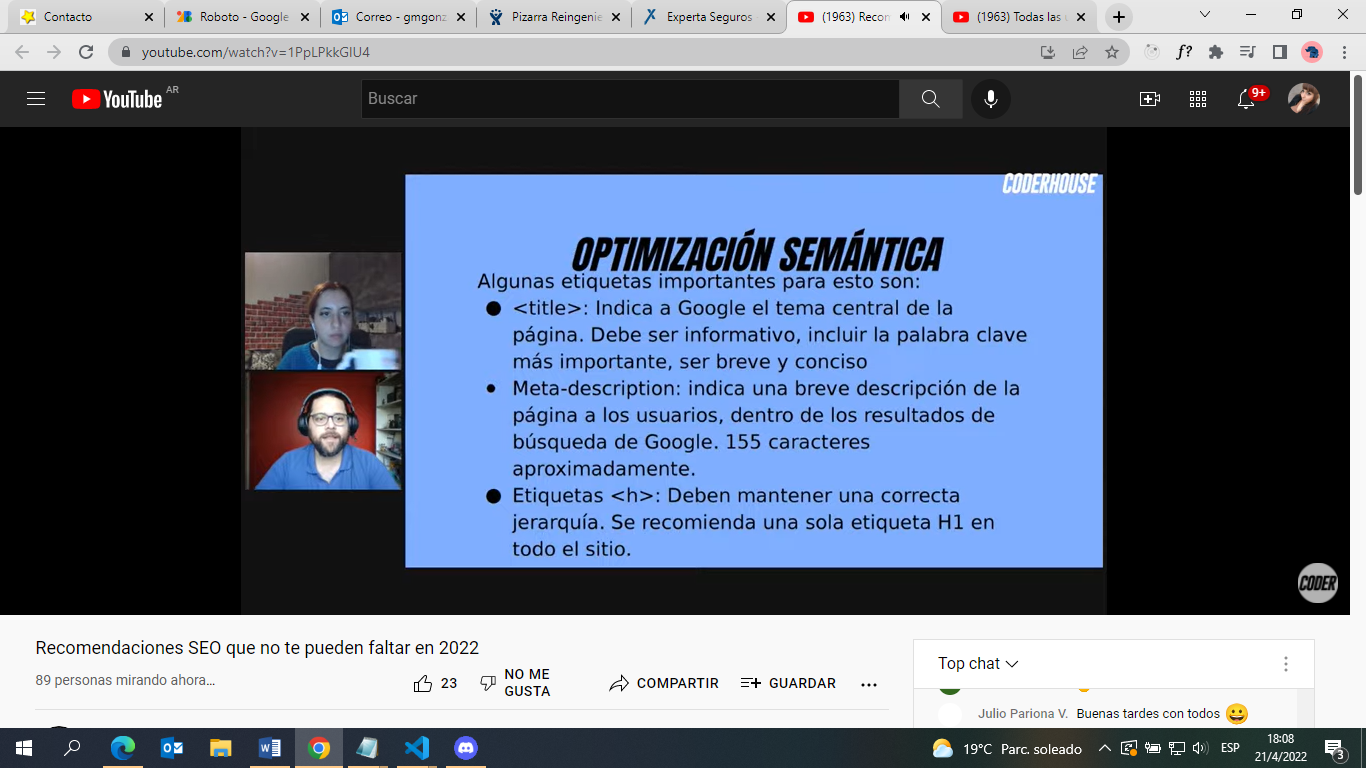 Contacto
Roboto - Google
Correo - gmgonz
Pizarra Reingenie
Experta Seguros
(1963) Recon
(1963) Todas las
youtube.com/watch?v=1PpLPkkGlU4
f?
YouTube AR
Buscar
9+
CODERHOUSE
OPTIMIZACIÓN SEMÁNTICA
Algunas etiquetas importantes para esto son:
● <title>: Indica a Google el tema central de la
página. Debe ser informativo, incluir la palabra clave
más importante, ser breve y conciso
• Meta-description: indica una breve descripción de la
página a los usuarios, dentro de los resultados de
búsqueda de Google. 155 caracteres
aproximadamente.
● Etiquetas <h>: Deben mantener una correcta
jerarquía. Se recomienda una sola etiqueta H1 en
todo el sitio.
CODER
Recomendaciones SEO que no te pueden faltar en 2022
89 personas mirando ahora...
23
NO ME
GUSTA
COMPARTIR
GUARDAR
Top chat
Julio Pariona V. Buenas tardes con todos 😀
19°C Parc. soleado
ESP
18:08
21/4/2022
3